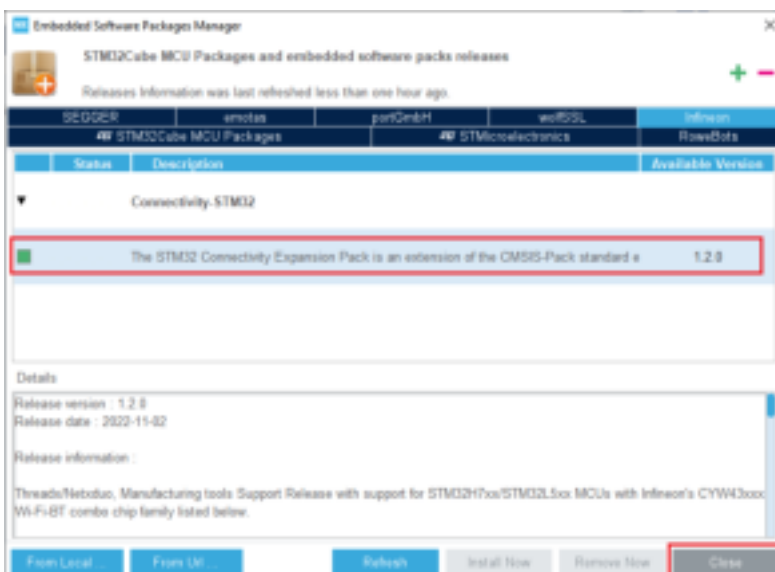 Embedded Software Packages Manager
STM32Cube MCU Packages and embedded software packs releases
Releases Information was last refreshed less than one hour ago.
SEGGER emotas portGmbH wolfSSL Infineon
STM32Cube MCU Packages STMicroelectronics RoweBots
Status Description Available Version
Connectivity-STM32
The STM32 Connectivity Expansion Pack is an extension of the CMSIS-Pack standard e 1.2.0
Details
Release version : 1.2.0
Release date : 2022-11-02
Release information :
Threads/Netxduo, Manufacturing tools Support Release with support for STM32H7xx/STM32L5xx MCUs with Infineon's CYW43xxx
Wi-Fi-BT combo chip family listed below.
From Local ... From Url ... Refresh Install Now Remove Now Close